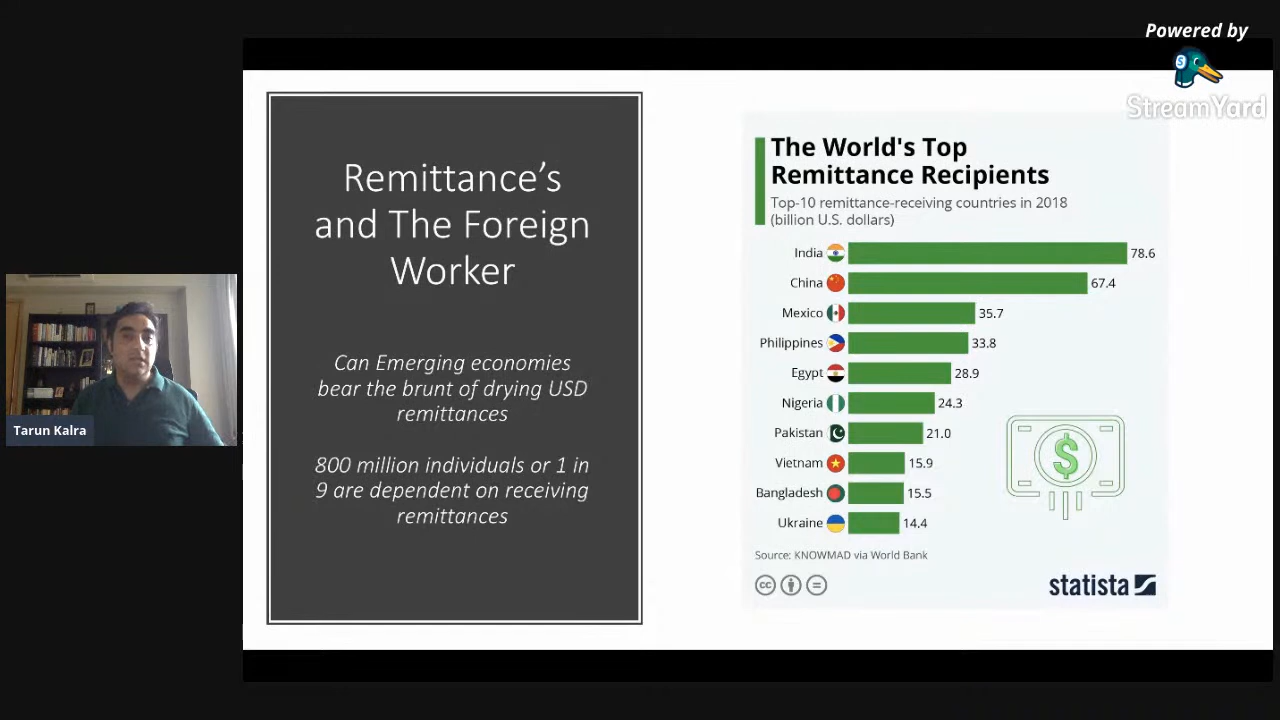 Powered by
StreamYard
Tarun Kalra
Remittance’s
and The Foreign
Worker
Can Emerging economies
bear the brunt of drying USD
remittances
800 million individuals or 1 in
9 are dependent on receiving
remittances
The World's Top
Remittance Recipients
Top-10 remittance-receiving countries in 2018
(billion U.S. dollars)
India 78.6
China 67.4
Mexico 35.7
Philippines 33.8
Egypt 28.9
Nigeria 24.3
Pakistan 21.0
Vietnam 15.9
Bangladesh 15.5
Ukraine 14.4
Source: KNOWMAD via World Bank
statista